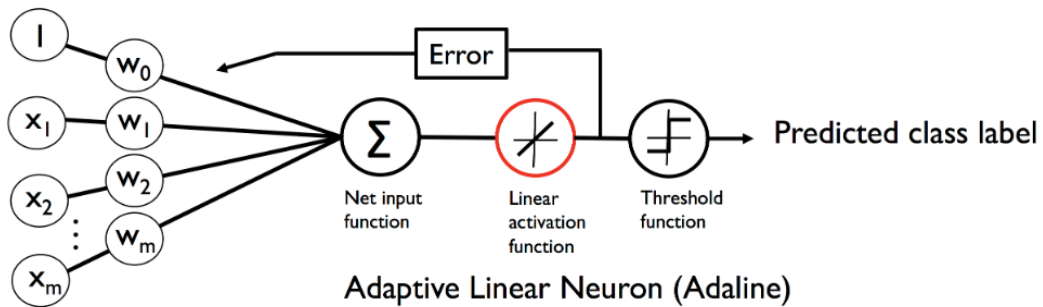 1
w₀
Error
x₁
w₁
Σ
Predicted class label
x₂
w₂
Net input
function
Linear
activation
function
Threshold
function
⋮
wₘ
xₘ
Adaptive Linear Neuron (Adaline)